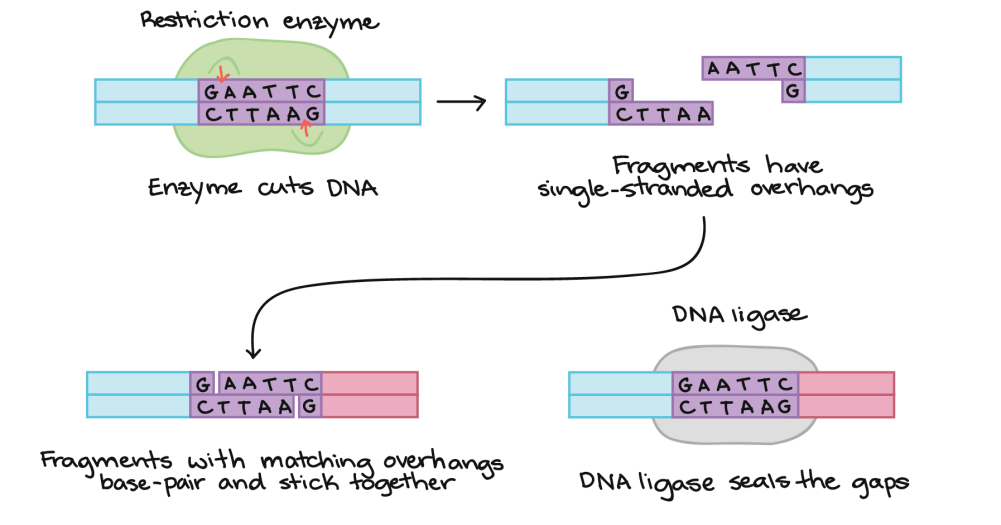 Restriction enzyme
GAATTC
CTTAAG
Enzyme cuts DNA
G
CTTAA
AATTC
G
Fragments have
single-stranded overhangs
G AATTC
CTTAA G
Fragments with matching overhangs
base-pair and stick together
DNA ligase
GAATTC
CTTAAG
DNA ligase seals the gaps